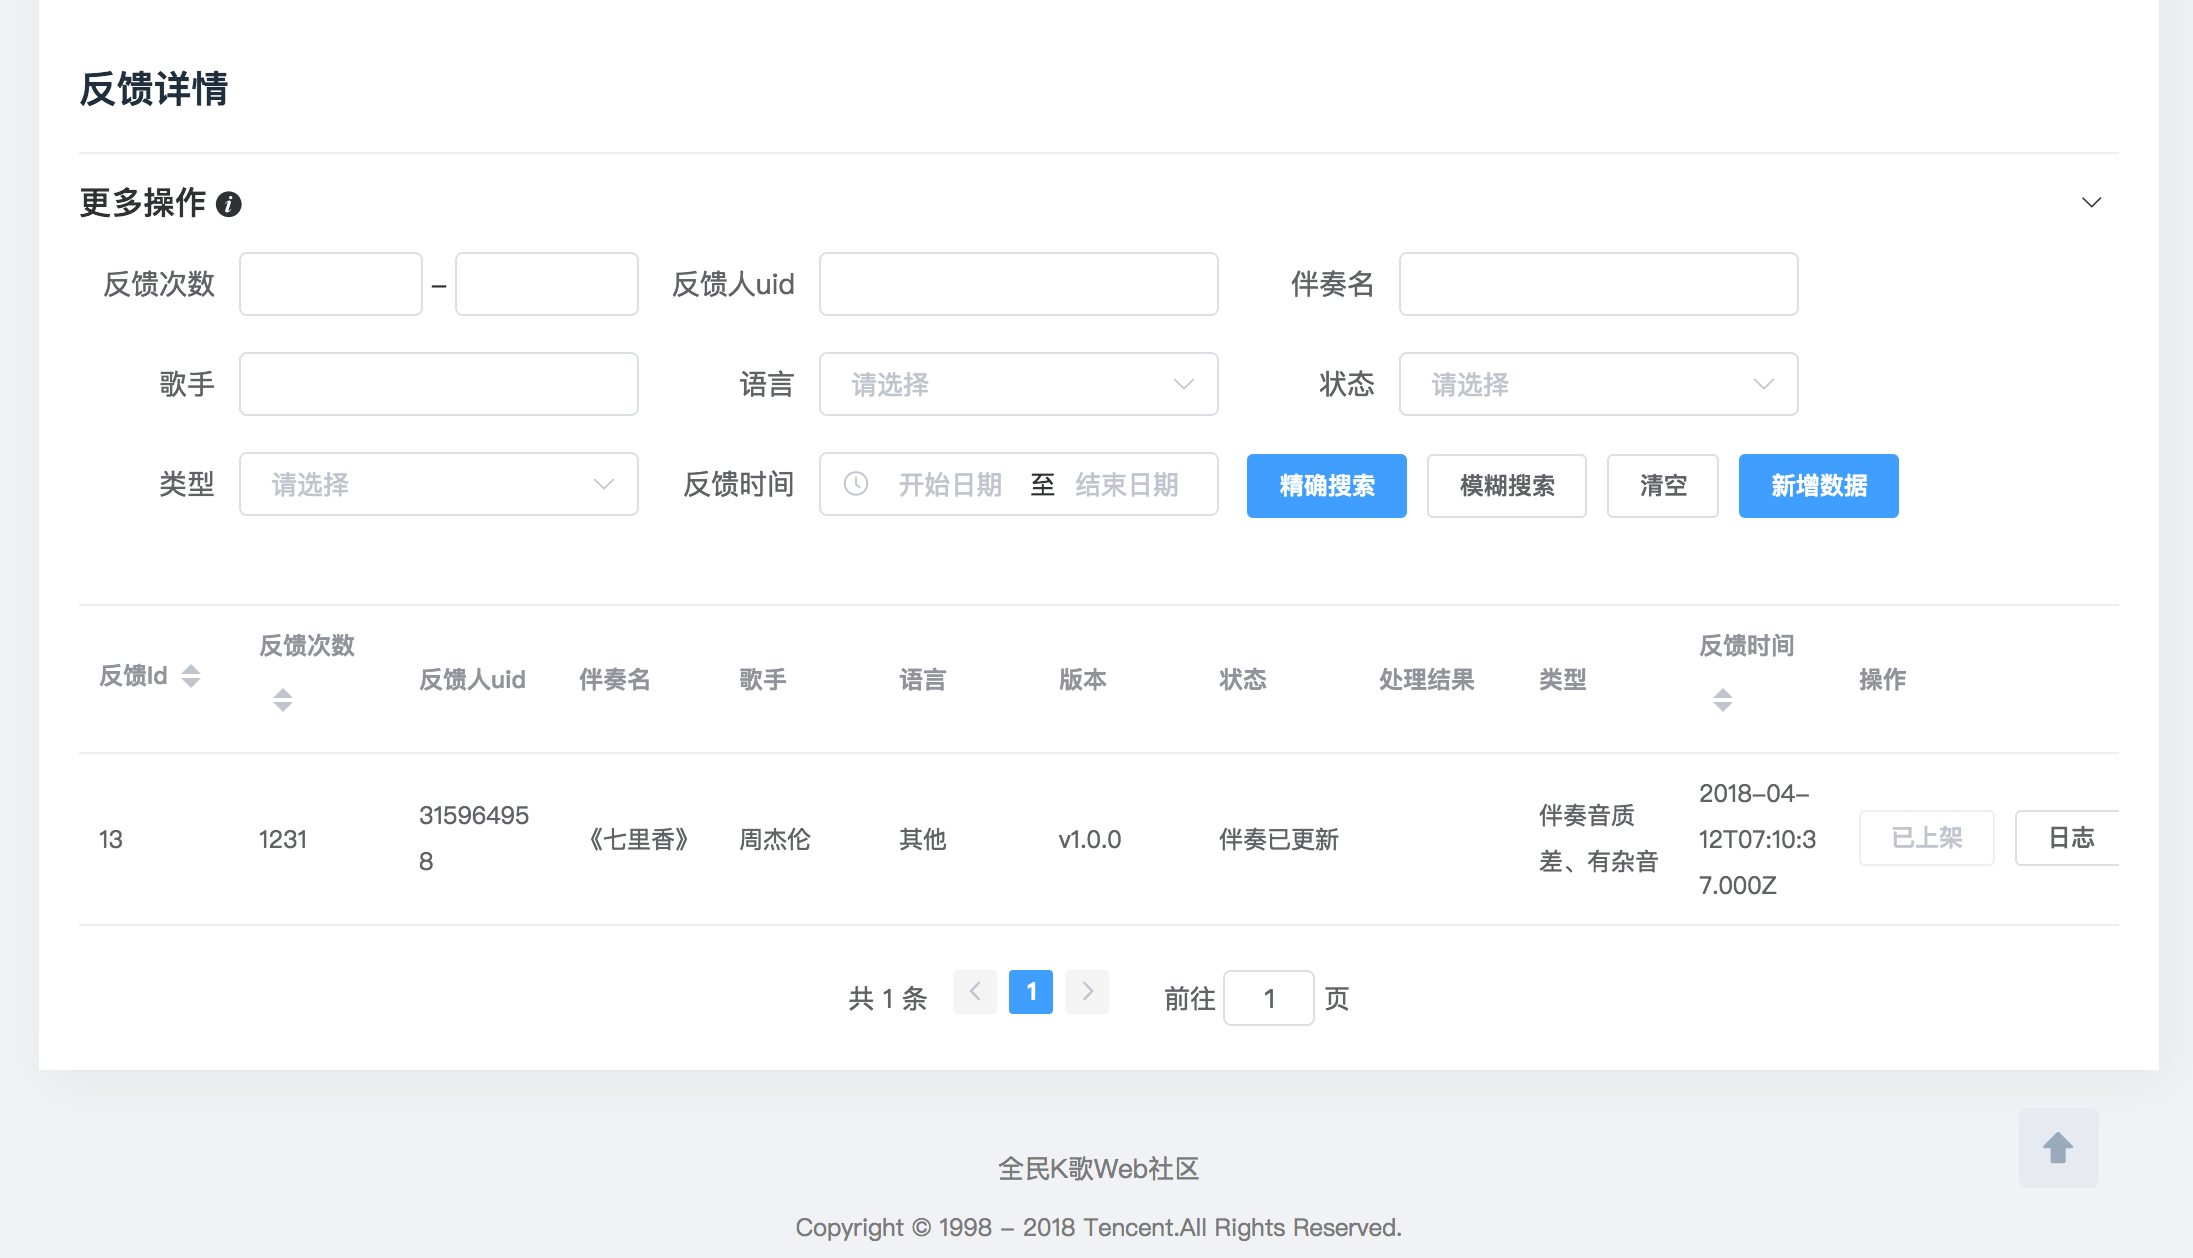 反馈详情
更多操作
反馈次数 – 反馈人uid 伴奏名
歌手 语言 请选择 状态 请选择
类型 请选择 反馈时间 开始日期 至 结束日期 精确搜索 模糊搜索 清空 新增数据
反馈Id 反馈次数 反馈人uid 伴奏名 歌手 语言 版本 状态 处理结果 类型 反馈时间 操作
13 1231 315964958 《七里香》 周杰伦 其他 v1.0.0 伴奏已更新 伴奏音质差、有杂音 2018-04-12T07:10:37.000Z 已上架 日志
共 1 条 1 前往 1 页
全民K歌Web社区
Copyright © 1998 – 2018 Tencent.All Rights Reserved.